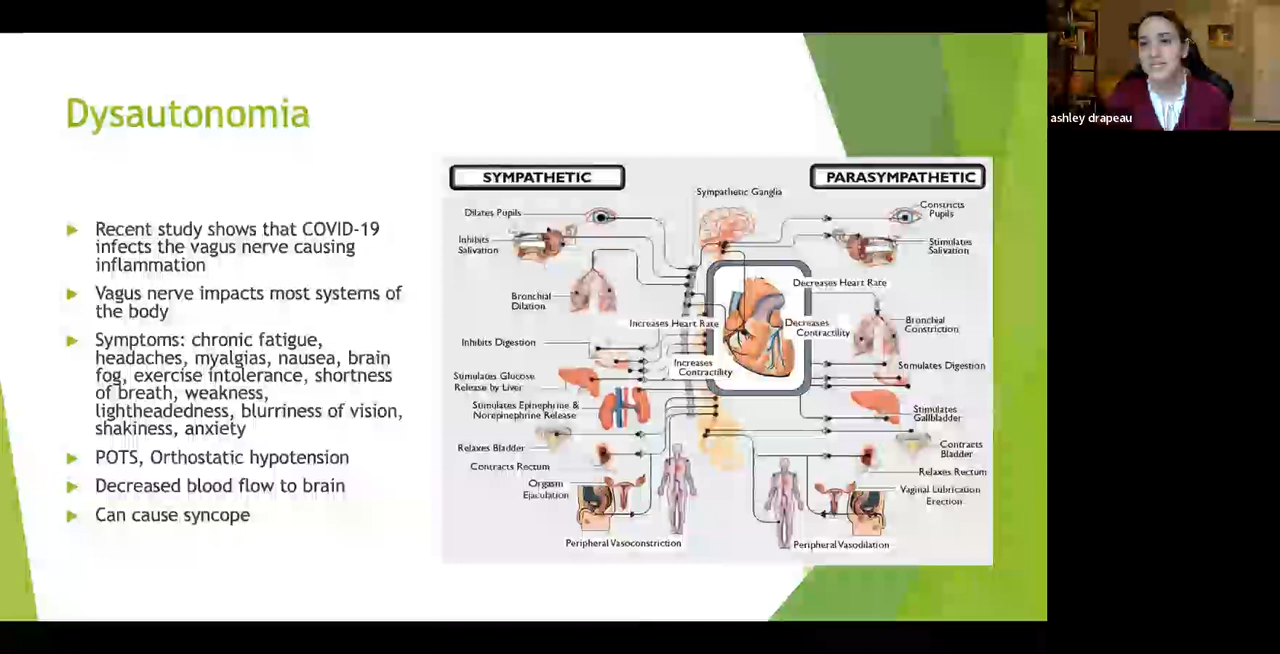 Dysautonomia
Recent study shows that COVID-19
infects the vagus nerve causing
inflammation
Vagus nerve impacts most systems of
the body
Symptoms: chronic fatigue,
headaches, myalgias, nausea, brain
fog, exercise intolerance, shortness
of breath, weakness,
lightheadedness, blurriness of vision,
shakiness, anxiety
POTS, Orthostatic hypotension
Decreased blood flow to brain
Can cause syncope
SYMPATHETIC
Sympathetic Ganglia
PARASYMPATHETIC
Dilates Pupils
Inhibits
Salivation
Bronchial
Dilation
Increases Heart Rate
Inhibits Digestion
Increases
Contractility
Stimulates Glucose
Release by Liver
Stimulates Epinephrine &
Norepinephrine Release
Relaxes Bladder
Contracts Rectum
Orgasm
Ejaculation
Peripheral Vasoconstriction
Constricts
Pupils
Stimulates
Salivation
Decreases Heart Rate
Decreases
Contractility
Bronchial
Constriction
Stimulates Digestion
Stimulates
Gallbladder
Contracts
Bladder
Relaxes Rectum
Vaginal Lubrication
Erection
Peripheral Vasodilation
ashley drapeau